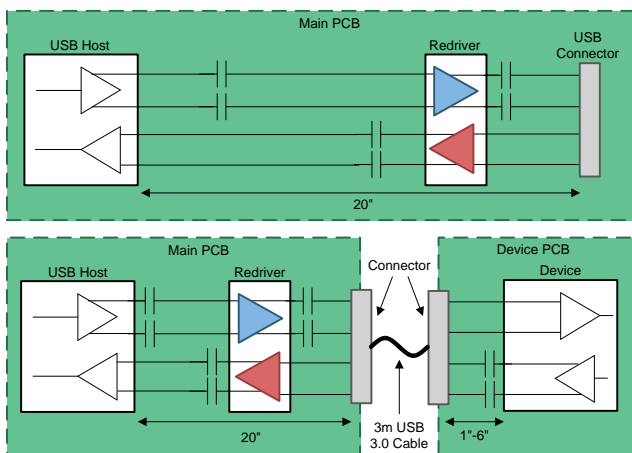 Main PCB
USB Host
Redriver
USB
Connector
20"
Main PCB
Device PCB
USB Host
Redriver
Connector
Device
20"
3m USB
3.0 Cable
1"-6"